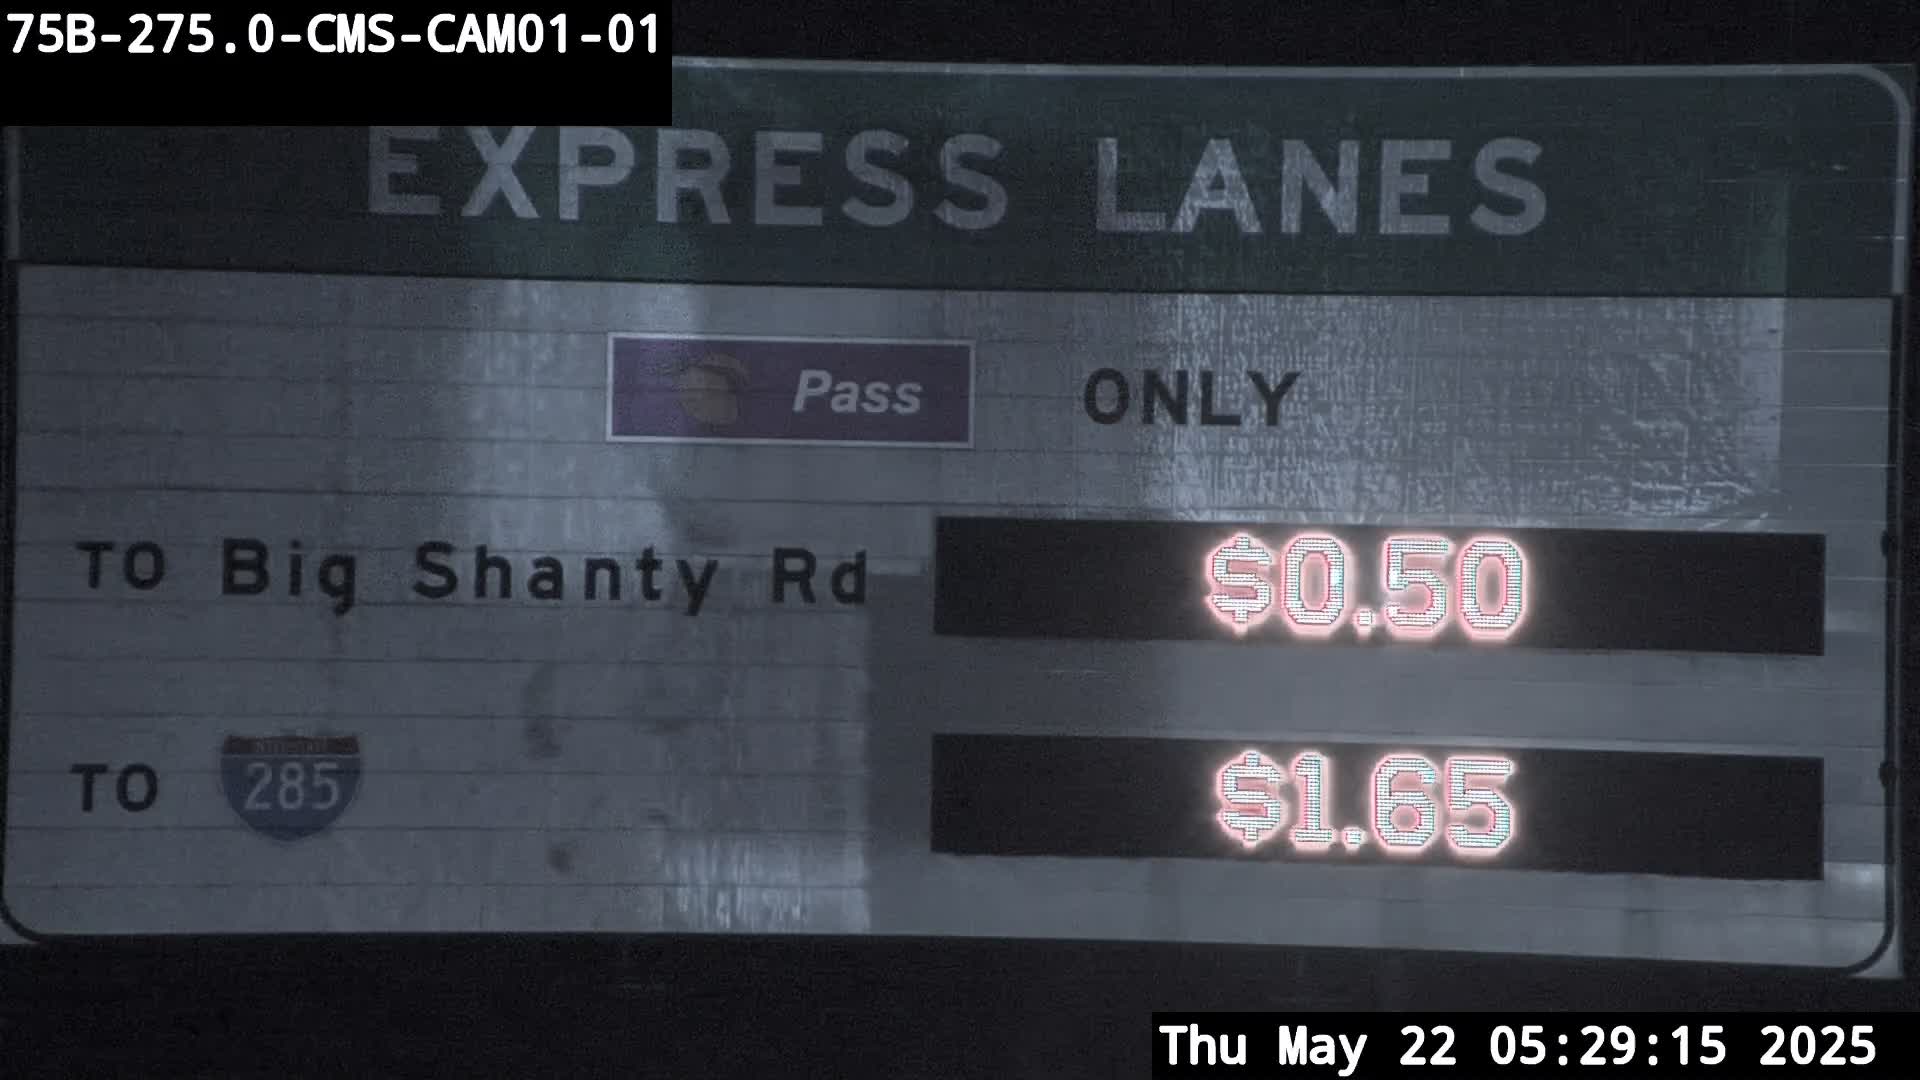 75B-275.0-CMS-CAM01-01
EXPRESS LANES
Pass ONLY
TO Big Shanty Rd $0.50
INTERSTATE
TO 285 $1.65
Thu May 22 05:29:15 2025